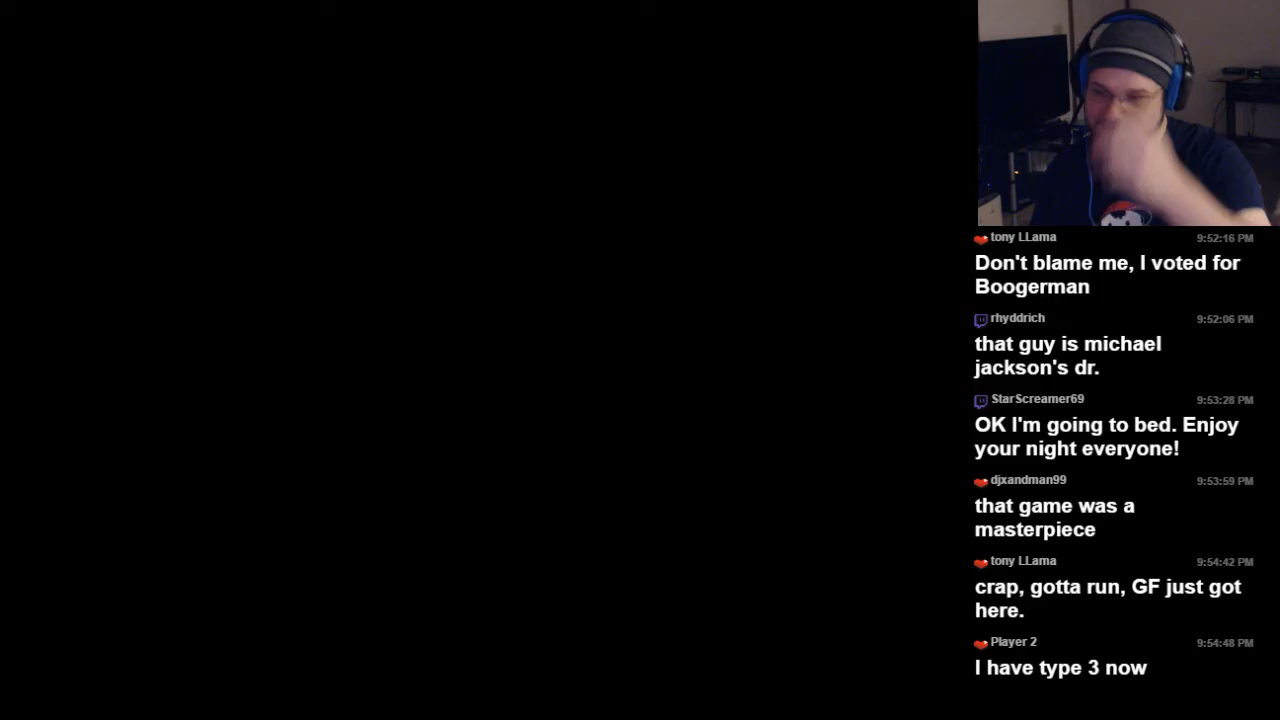 tony LLama 9:52:16 PM
Don't blame me, I voted for
Boogerman
rhyddrich 9:52:06 PM
that guy is michael
jackson's dr.
StarScreamer69 9:53:28 PM
OK I'm going to bed. Enjoy
your night everyone!
djxandman99 9:53:59 PM
that game was a
masterpiece
tony LLama 9:54:42 PM
crap, gotta run, GF just got
here.
Player 2 9:54:48 PM
I have type 3 now